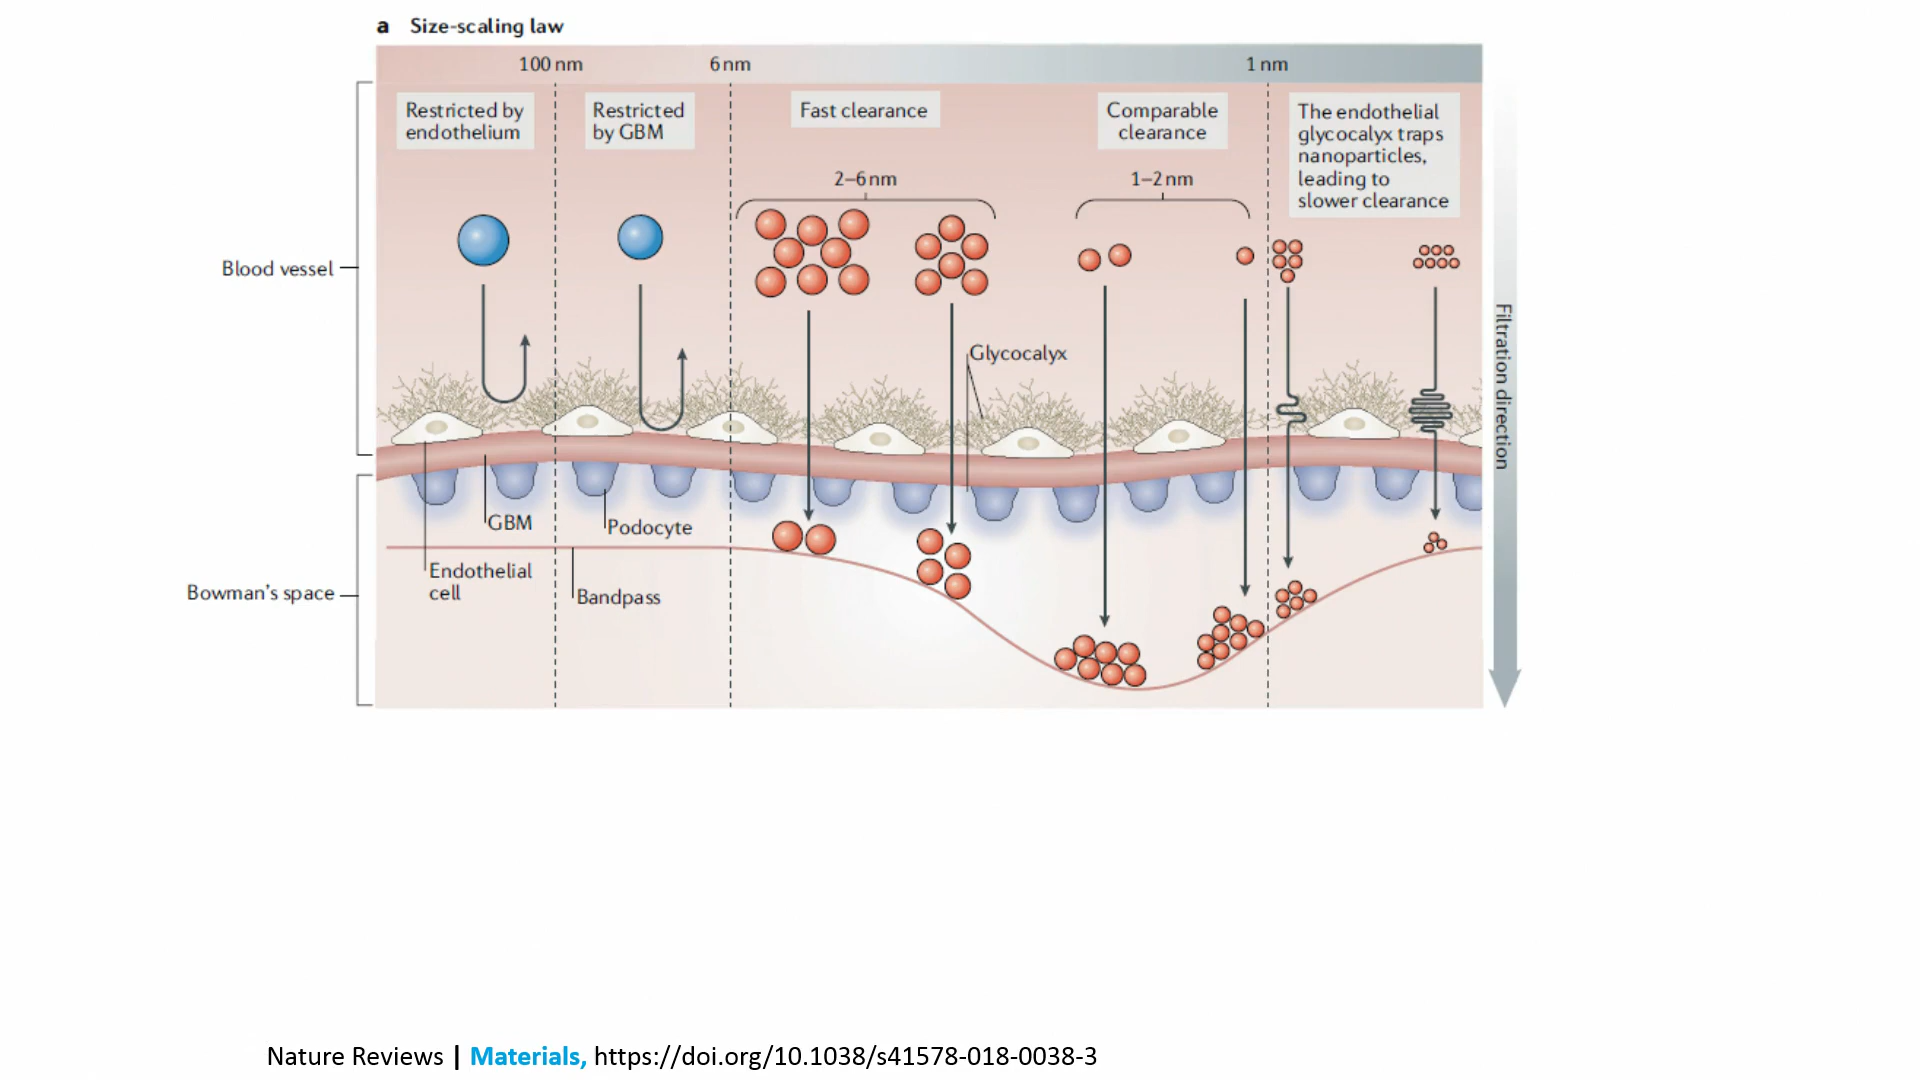 a Size-scaling law
100 nm
6 nm
1 nm
Restricted by
endothelium
Restricted
by GBM
Fast clearance
Comparable
clearance
The endothelial
glycocalyx traps
nanoparticles,
leading to
slower clearance
2–6 nm
1–2 nm
Blood vessel
Glycocalyx
Filtration direction
GBM
Podocyte
Endothelial
cell
Bandpass
Bowman's space
Nature Reviews | Materials, https://doi.org/10.1038/s41578-018-0038-3